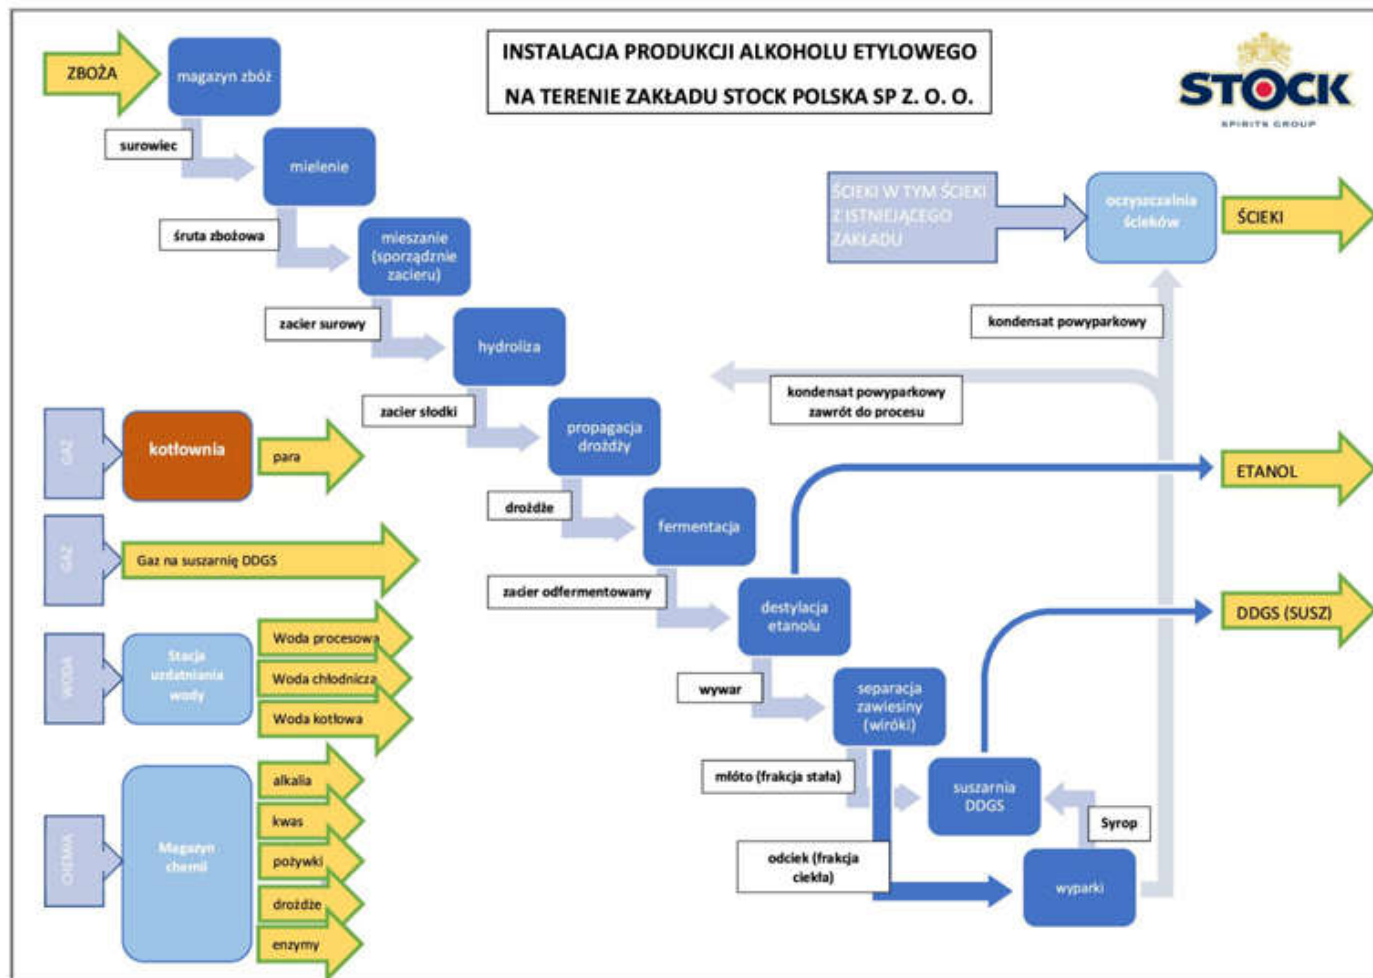 INSTALACJA PRODUKCJI ALKOHOLU ETYLOWEGO
NA TERENIE ZAKŁADU STOCK POLSKA SP Z. O. O.
STOCK
SPIRITS GROUP
ZBOŻA
magazyn zbóż
surowiec
mielenie
śruta zbożowa
mieszanie
(sporządznie
zacieru)
zacier surowy
hydroliza
zacier słodki
propagacja
drożdży
drożdże
fermentacja
zacier odfermentowany
destylacja
etanolu
wywar
separacja
zawiesiny
(wiróki)
młóto (frakcja stała)
suszarnia
DDGS
Syrop
odciek (frakcja
ciekła)
wyparki
ŚCIEKI W TYM ŚCIEKI
Z ISTNIEJĄCEGO
ZAKŁADU
oczyszczalnia
ścieków
ŚCIEKI
kondensat powyparkowy
kondensat powyparkowy
zawrót do procesu
ETANOL
DDGS (SUSZ)
GAZ
kotłownia
para
GAZ
Gaz na suszarnię DDGS
WODA
Stacja
uzdatniania
wody
Woda procesowa
Woda chłodnicza
Woda kotłowa
CHEMIA
Magazyn
chemii
alkalia
kwas
pożywki
drożdże
enzymy